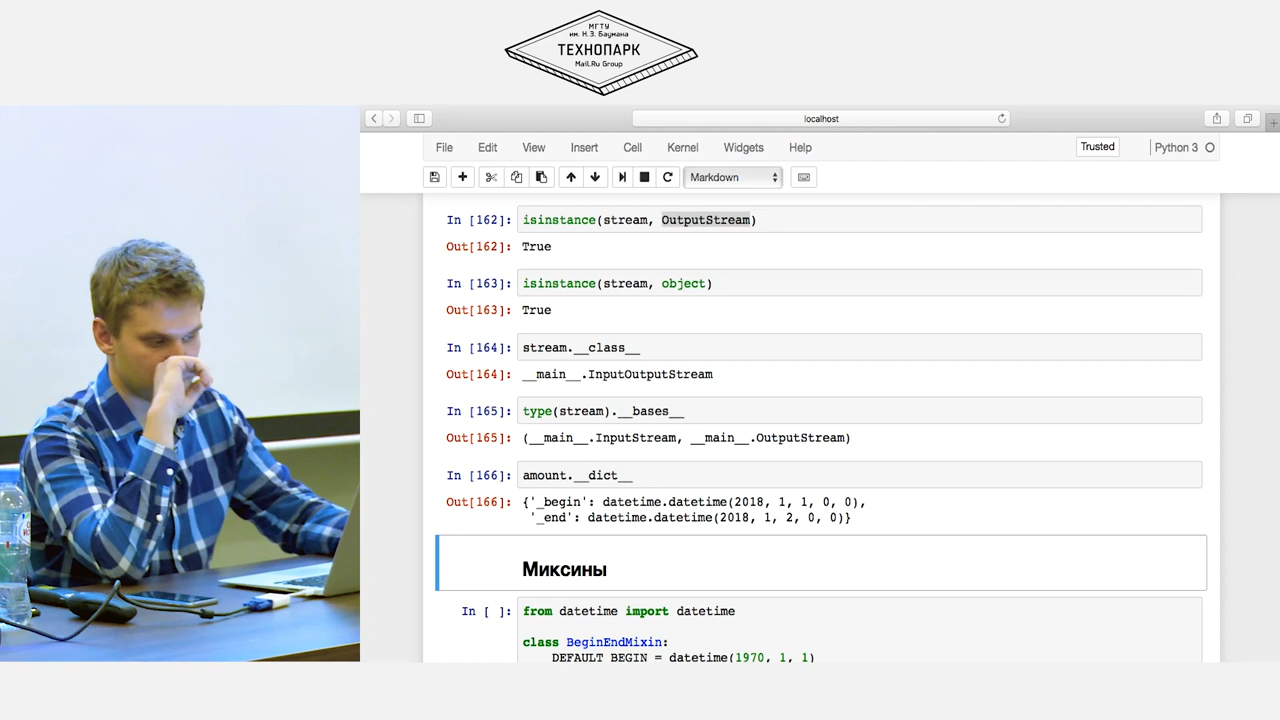 МГТУ
им. Н.Э. Баумана
ТЕХНОПАРК
Mail.Ru Group
localhost
File Edit View Insert Cell Kernel Widgets Help Trusted Python 3
Markdown
In [162]: isinstance(stream, OutputStream)
Out[162]: True
In [163]: isinstance(stream, object)
Out[163]: True
In [164]: stream.__class__
Out[164]: __main__.InputOutputStream
In [165]: type(stream).__bases__
Out[165]: (__main__.InputStream, __main__.OutputStream)
In [166]: amount.__dict__
Out[166]: {'_begin': datetime.datetime(2018, 1, 1, 0, 0),
'_end': datetime.datetime(2018, 1, 2, 0, 0)}
Миксины
In [ ]: from datetime import datetime
class BeginEndMixin:
DEFAULT_BEGIN = datetime(1970, 1, 1)